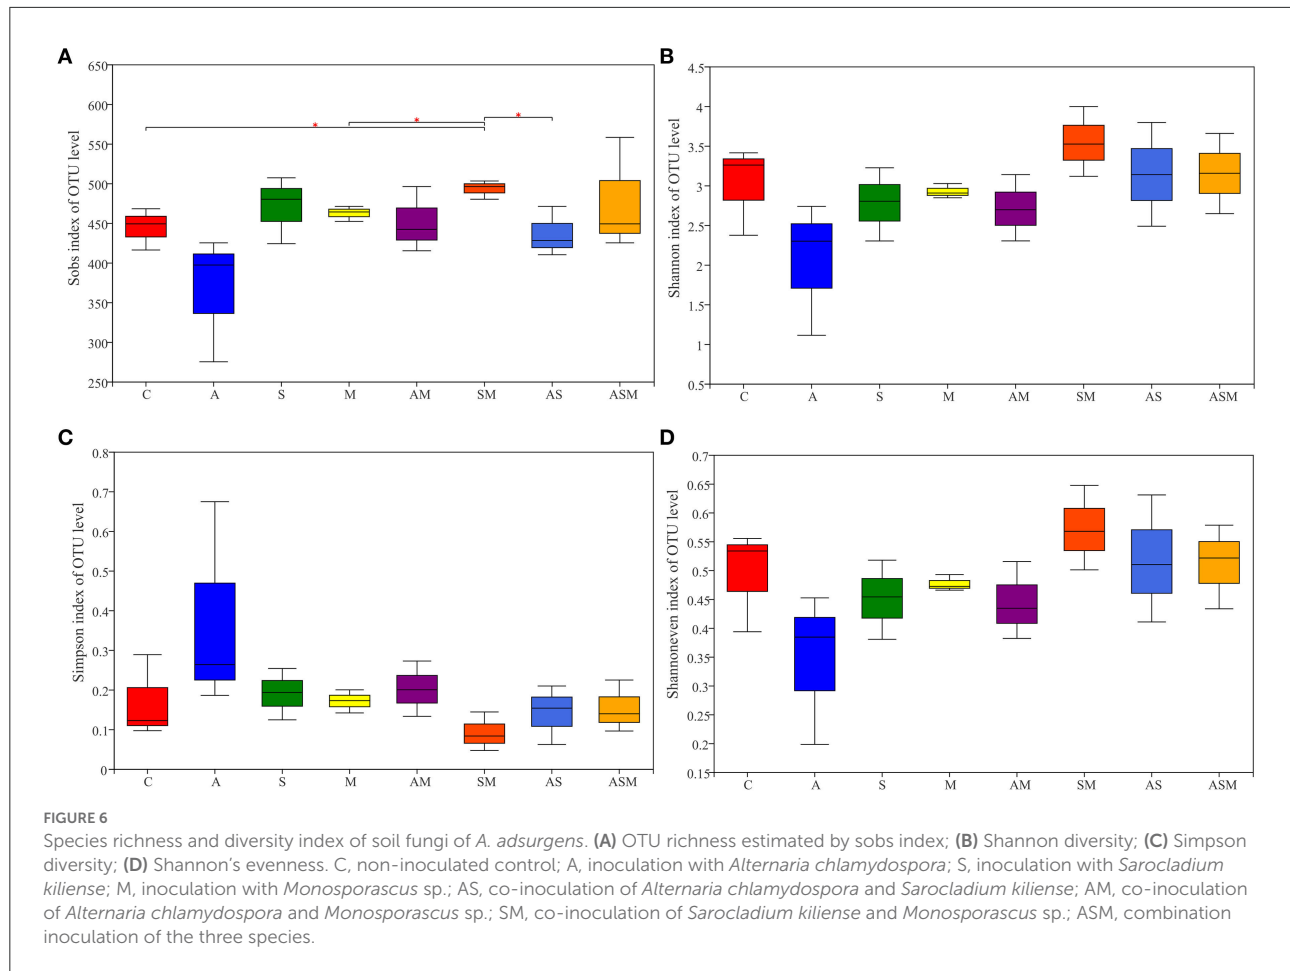 A
650
600
550
500
450
400
350
300
250
Sobs index of OTU level
*
*
*
C A S M AM SM AS ASM
B
4.5
4
3.5
3
2.5
2
1.5
1
0.5
Shannon index of OTU level
C A S M AM SM AS ASM
C
0.8
0.7
0.6
0.5
0.4
0.3
0.2
0.1
0
Simpson index of OTU level
C A S M AM SM AS ASM
D
0.7
0.65
0.6
0.55
0.5
0.45
0.4
0.35
0.3
0.25
0.2
0.15
Shannoneven index of OTU level
C A S M AM SM AS ASM
FIGURE 6
Species richness and diversity index of soil fungi of A. adsurgens. (A) OTU richness estimated by sobs index; (B) Shannon diversity; (C) Simpson
diversity; (D) Shannon's evenness. C, non-inoculated control; A, inoculation with Alternaria chlamydospora; S, inoculation with Sarocladium
kiliense; M, inoculation with Monosporascus sp.; AS, co-inoculation of Alternaria chlamydospora and Sarocladium kiliense; AM, co-inoculation
of Alternaria chlamydospora and Monosporascus sp.; SM, co-inoculation of Sarocladium kiliense and Monosporascus sp.; ASM, combination
inoculation of the three species.